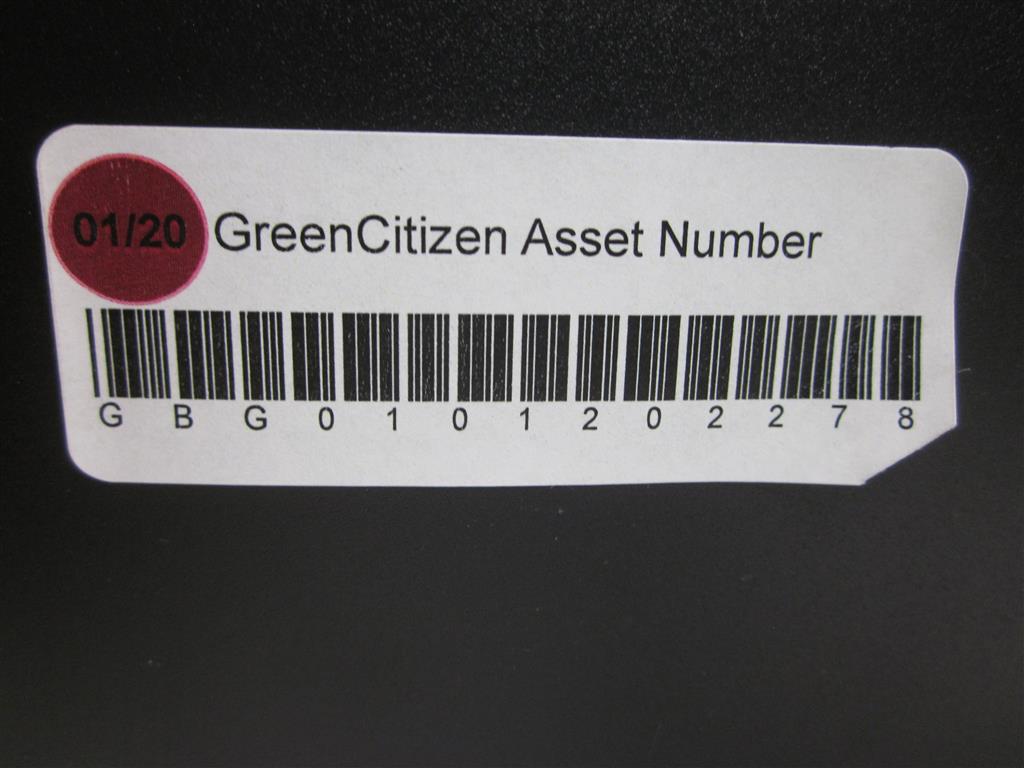 01/20 GreenCitizen Asset Number
G B G 0 1 0 1 2 0 2 2 7 8